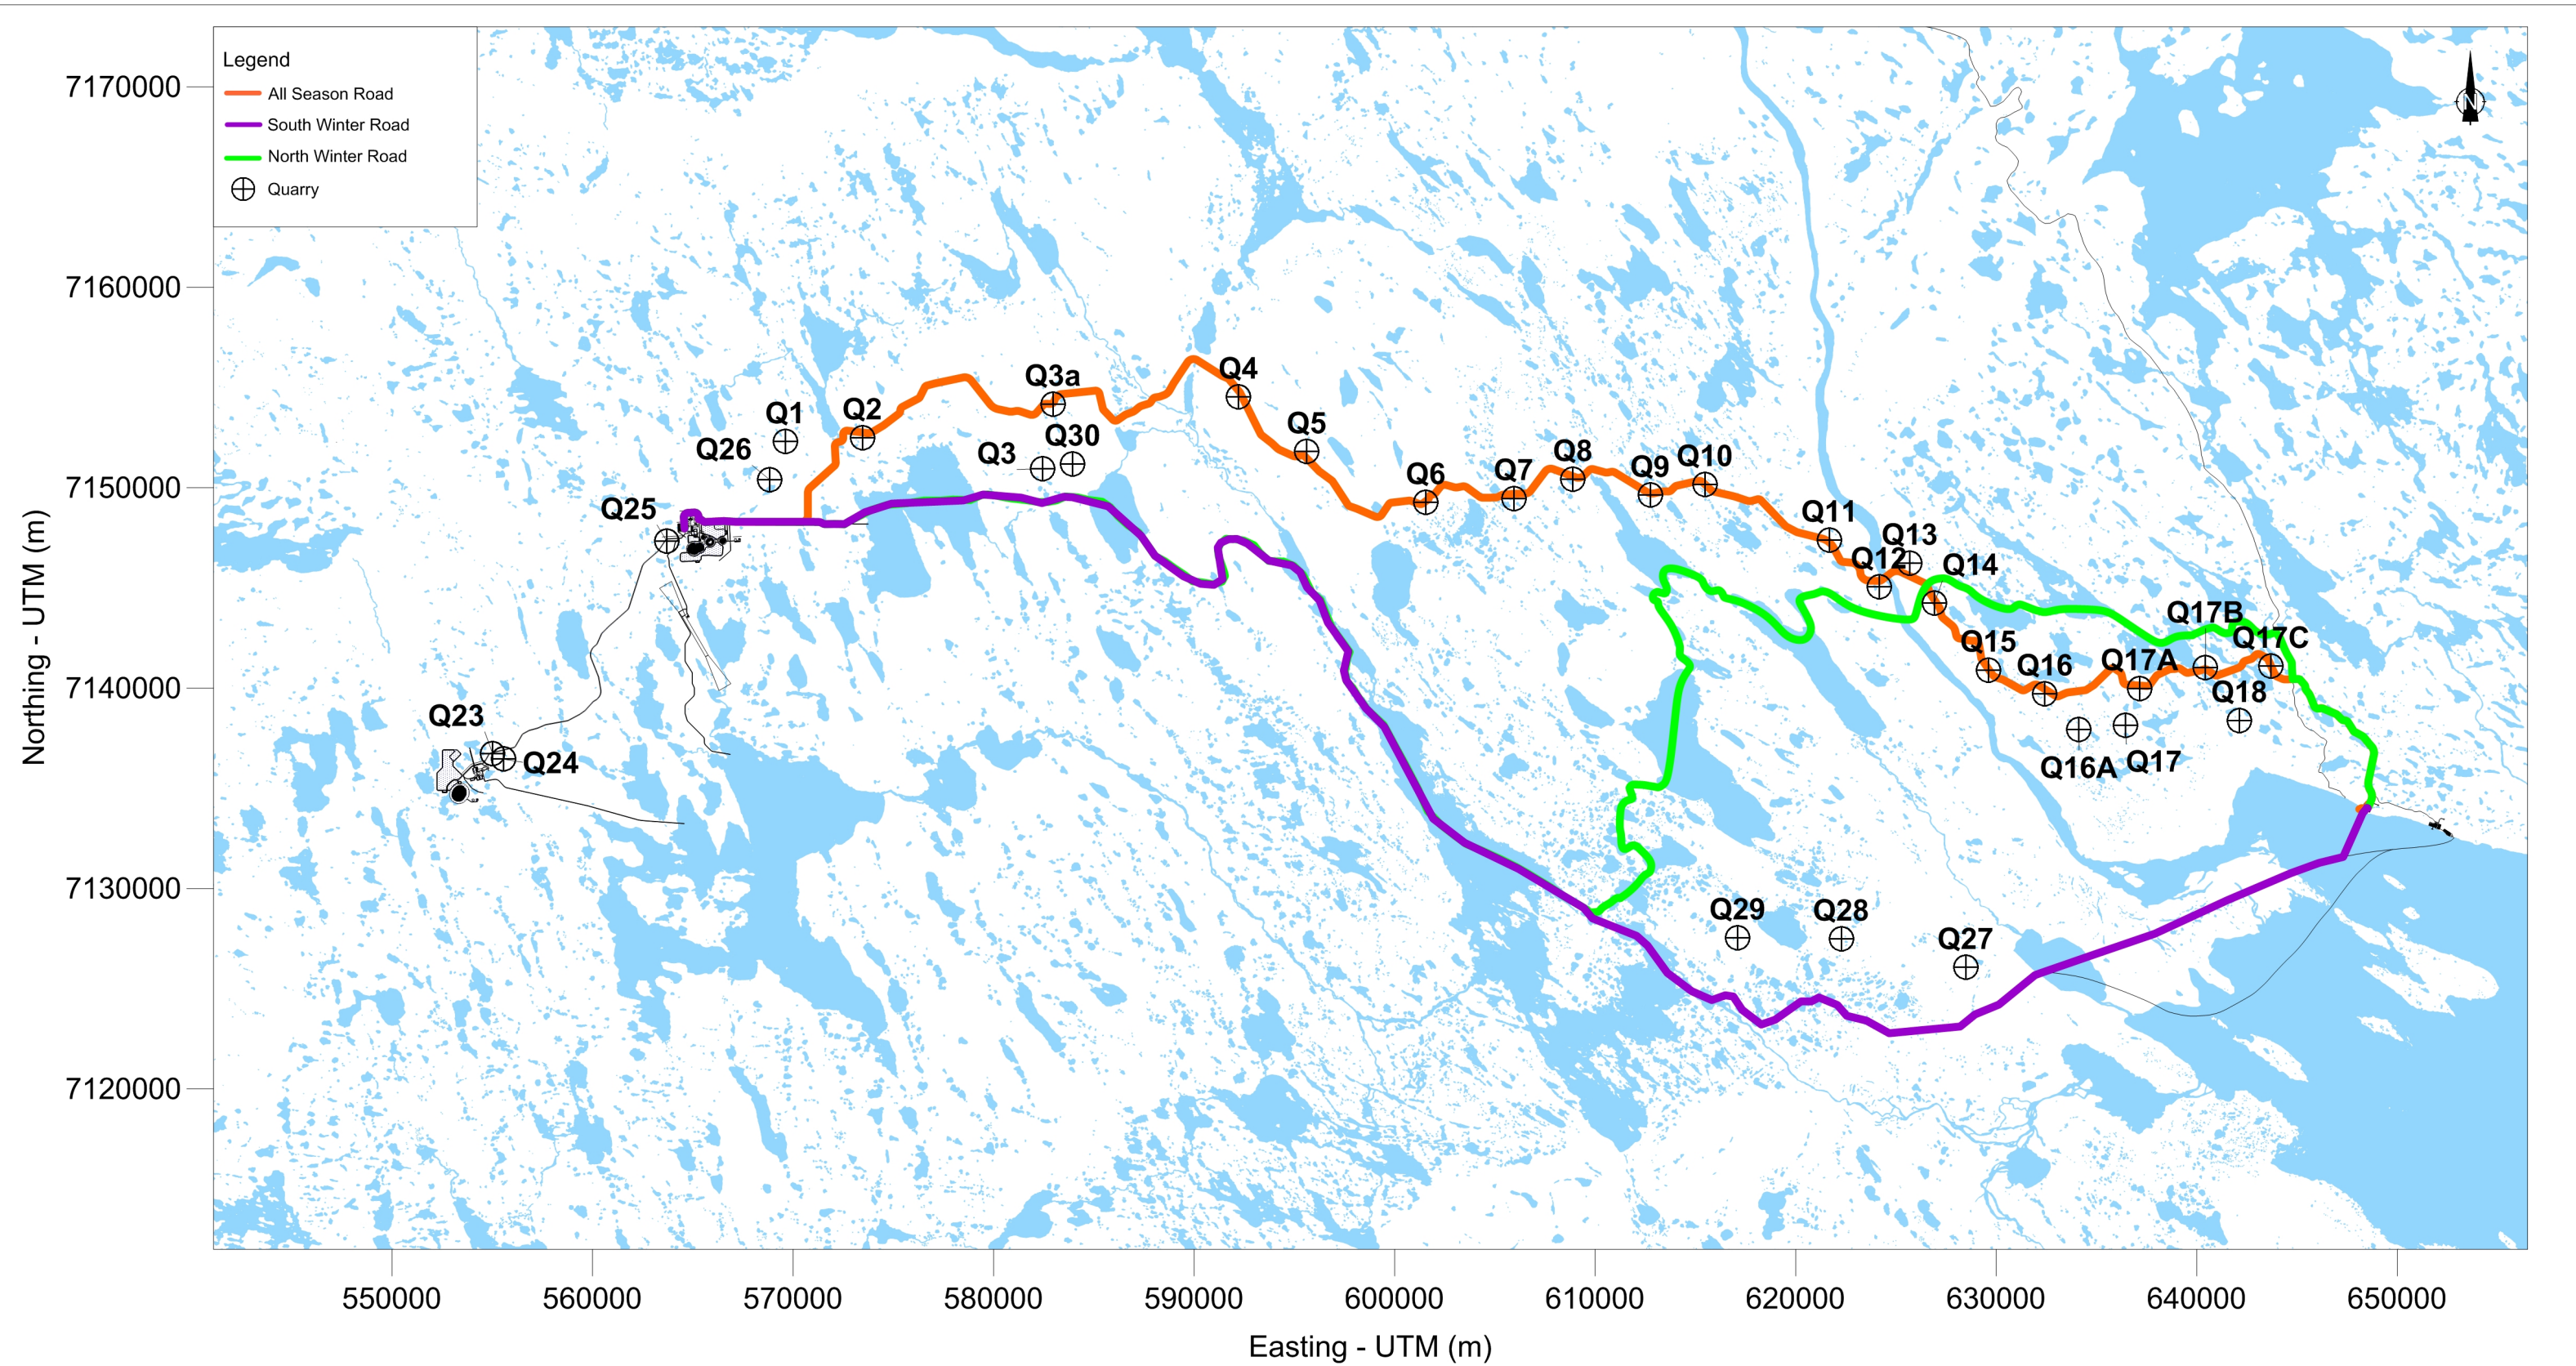 Legend
All Season Road
South Winter Road
North Winter Road
Quarry
N
7170000
7160000
7150000
7140000
7130000
7120000
Northing - UTM (m)
Q4
Q3a
Q1
Q2
Q5
Q30
Q26
Q3
Q8
Q10
Q9
Q6
Q7
Q25
Q11
Q13
Q12
Q14
Q17B
Q17C
Q15
Q17A
Q16
Q18
Q23
Q24
Q16A
Q17
Q29
Q28
Q27
550000
560000
570000
580000
590000
600000
610000
620000
630000
640000
650000
Easting - UTM (m)